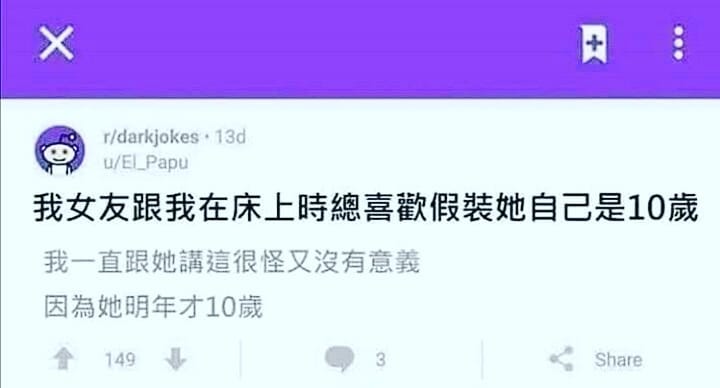 r/darkjokes · 13d
u/El_Papu
我女友跟我在床上時總喜歡假裝她自己是10歲
我一直跟她講這很怪又沒有意義
因為她明年才10歲
149 3 Share